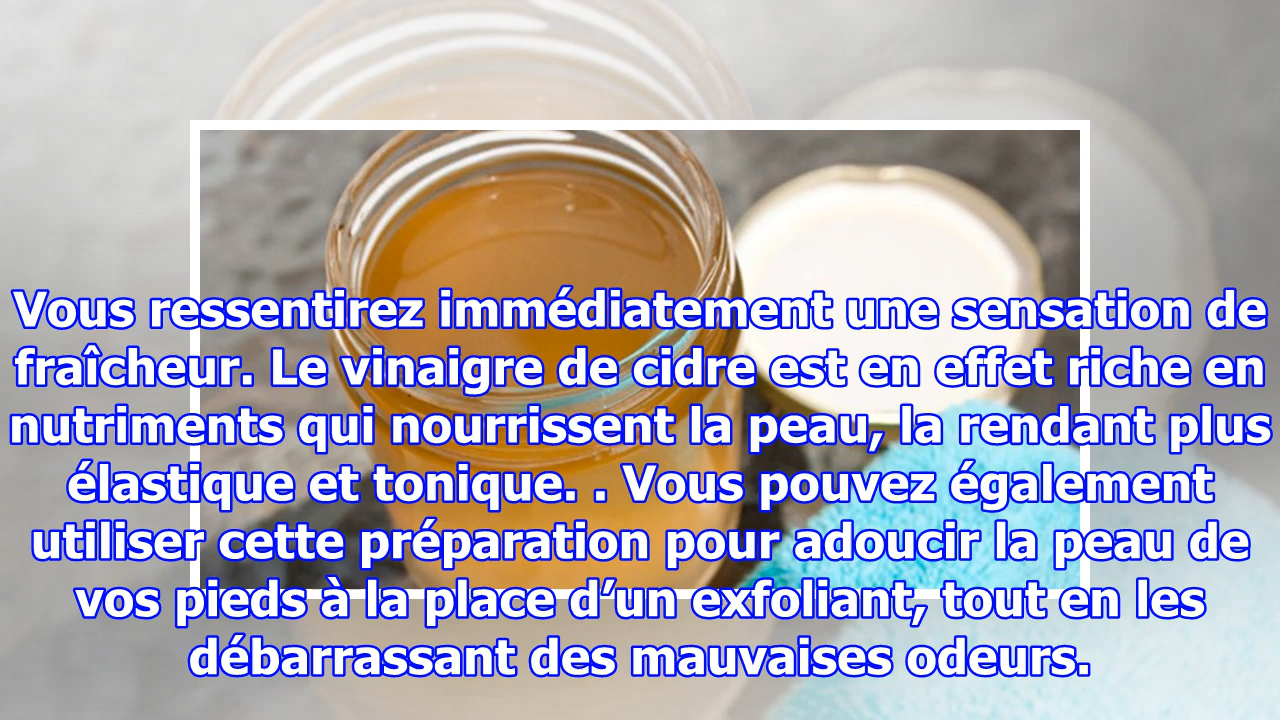 Vous ressentirez immédiatement une sensation de
fraîcheur. Le vinaigre de cidre est en effet riche en
nutriments qui nourrissent la peau, la rendant plus
élastique et tonique. . Vous pouvez également
utiliser cette préparation pour adoucir la peau de
vos pieds à la place d’un exfoliant, tout en les
débarrassant des mauvaises odeurs.